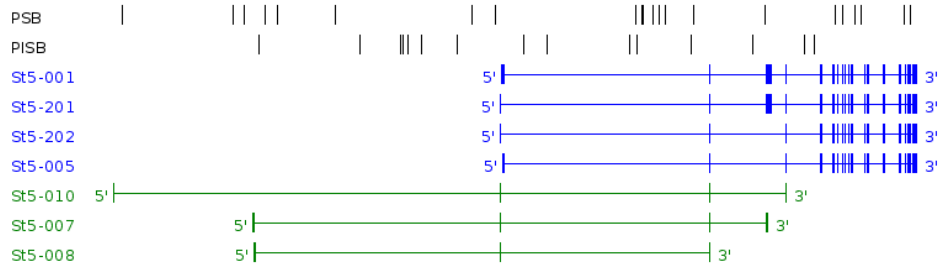 PSB
PISB
St5-001 5' 3'
St5-201 5' 3'
St5-202 5' 3'
St5-005 5' 3'
St5-010 5' 3'
St5-007 5' 3'
St5-008 5' 3'